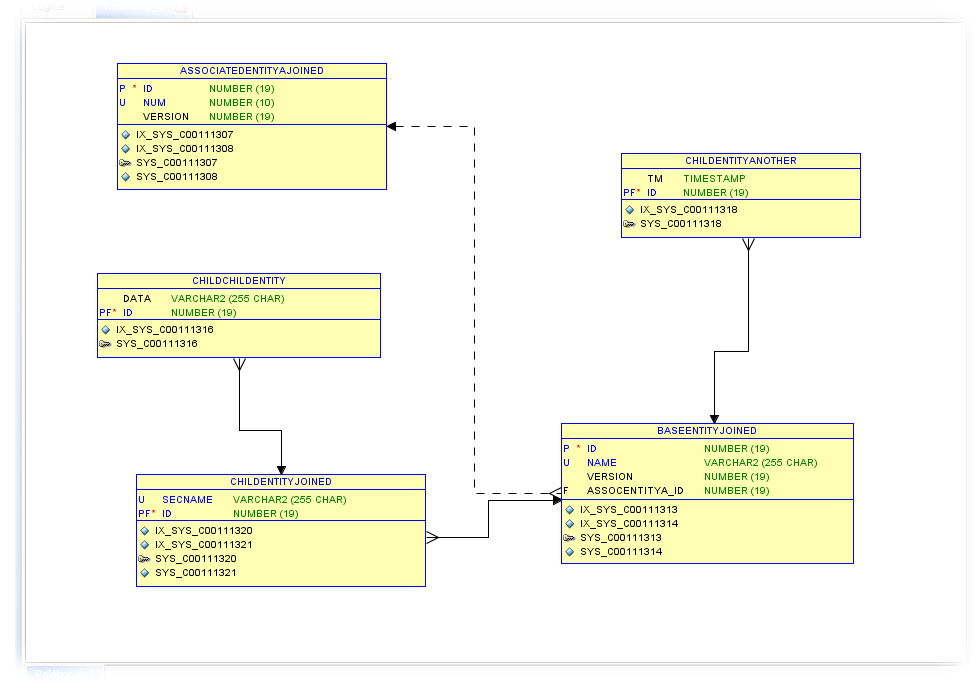 ASSOCIATEDENTITYAJOINED
P * ID NUMBER (19)
U NUM NUMBER (10)
VERSION NUMBER (19)
IX_SYS_C00111307
IX_SYS_C00111308
SYS_C00111307
SYS_C00111308
CHILDENTITYANOTHER
TM TIMESTAMP
PF* ID NUMBER (19)
IX_SYS_C00111318
SYS_C00111318
CHILDCHILDENTITY
DATA VARCHAR2 (255 CHAR)
PF* ID NUMBER (19)
IX_SYS_C00111316
SYS_C00111316
BASEENTITYJOINED
P * ID NUMBER (19)
U NAME VARCHAR2 (255 CHAR)
VERSION NUMBER (19)
F ASSOCENTITYA_ID NUMBER (19)
IX_SYS_C00111313
IX_SYS_C00111314
SYS_C00111313
SYS_C00111314
CHILDENTITYJOINED
U SECNAME VARCHAR2 (255 CHAR)
PF* ID NUMBER (19)
IX_SYS_C00111320
IX_SYS_C00111321
SYS_C00111320
SYS_C00111321